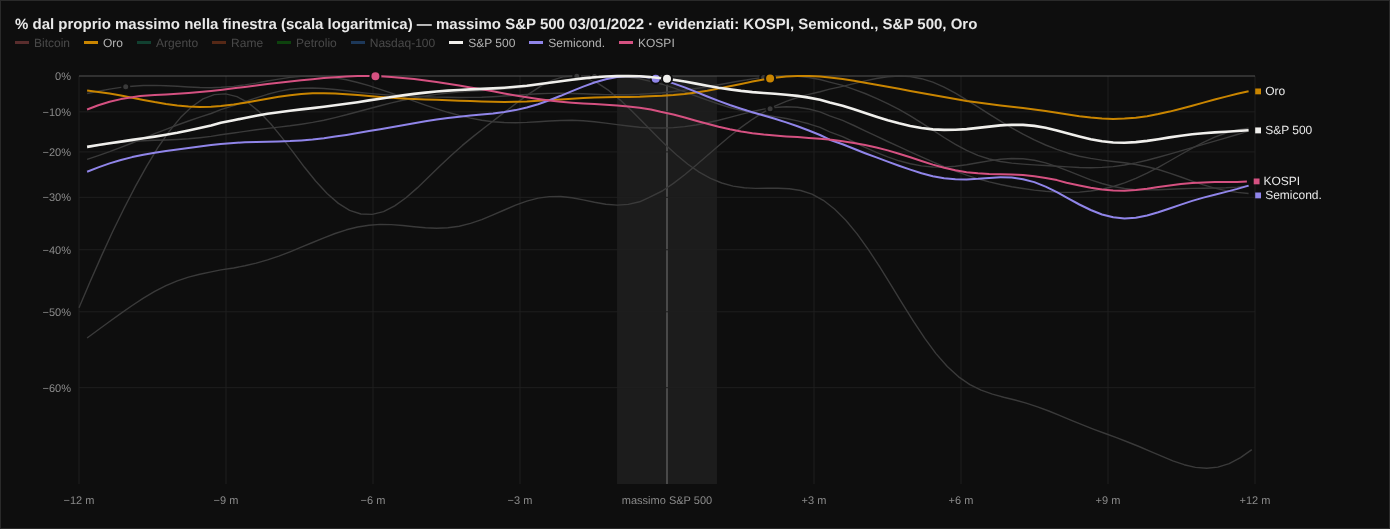 % dal proprio massimo nella finestra (scala logaritmica) — massimo S&P 500 03/01/2022 · evidenziati: KOSPI, Semicond., S&P 500, Oro
Bitcoin Oro Argento Rame Petrolio Nasdaq-100 S&P 500 Semicond. KOSPI
0%
−10%
−20%
−30%
−40%
−50%
−60%
Oro
S&P 500
KOSPI
Semicond.
−12 m −9 m −6 m −3 m massimo S&P 500 +3 m +6 m +9 m +12 m